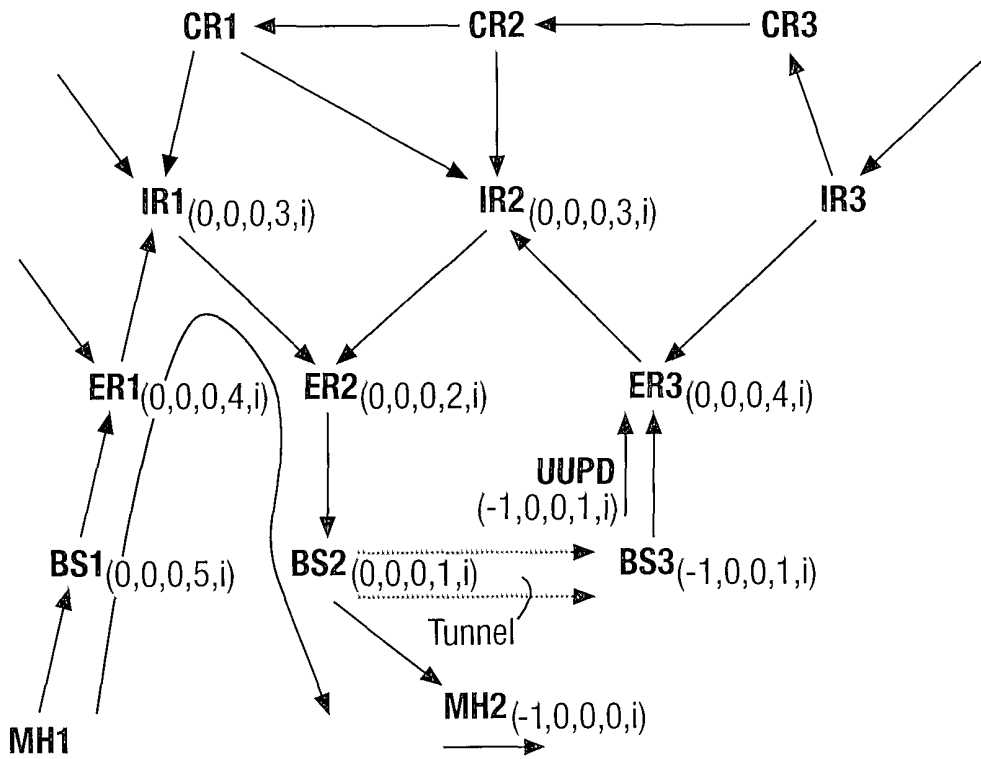 CR1 CR2 CR3
IR1(0,0,0,3,i) IR2(0,0,0,3,i) IR3
ER1(0,0,0,4,i) ER2(0,0,0,2,i) ER3(0,0,0,4,i)
UUPD
(-1,0,0,1,i)
BS1(0,0,0,5,i) BS2(0,0,0,1,i) BS3(-1,0,0,1,i)
Tunnel
MH2(-1,0,0,0,i)
MH1